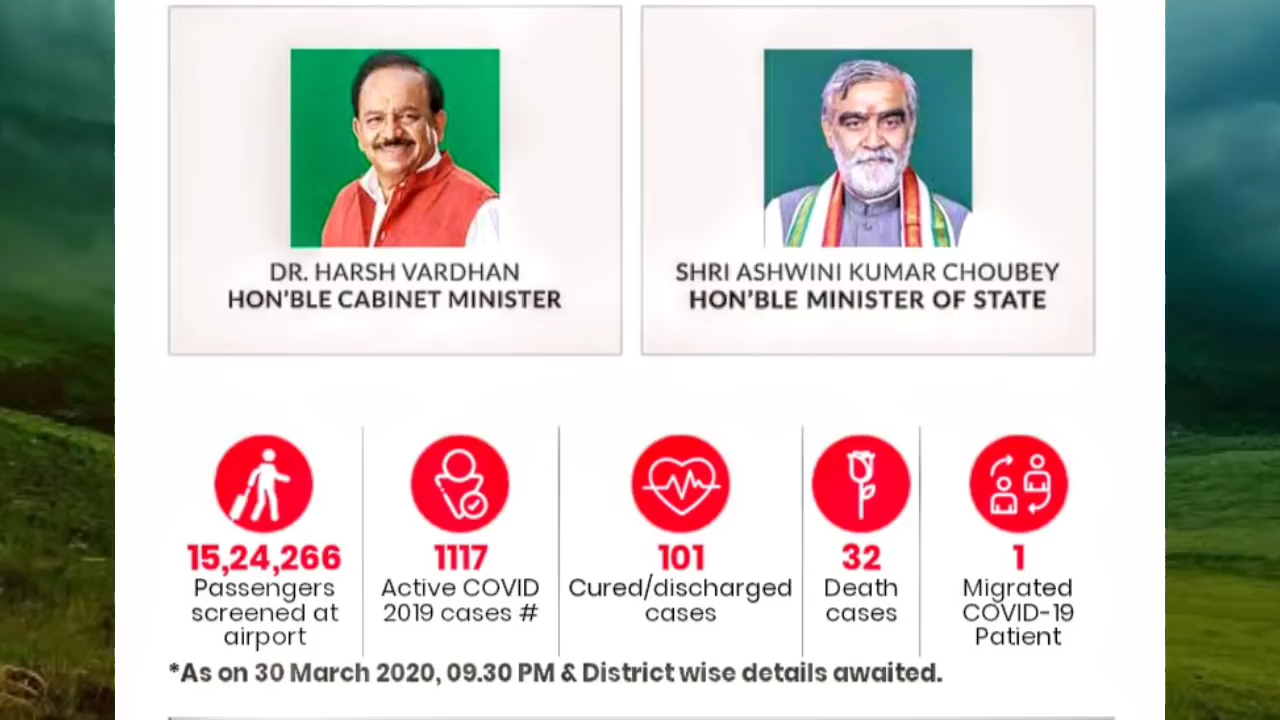 DR. HARSH VARDHAN
HON'BLE CABINET MINISTER
SHRI ASHWINI KUMAR CHOUBEY
HON'BLE MINISTER OF STATE
15,24,266
Passengers
screened at
airport
1117
Active COVID
2019 cases #
101
Cured/discharged
cases
32
Death
cases
1
Migrated
COVID-19
Patient
*As on 30 March 2020, 09.30 PM & District wise details awaited.